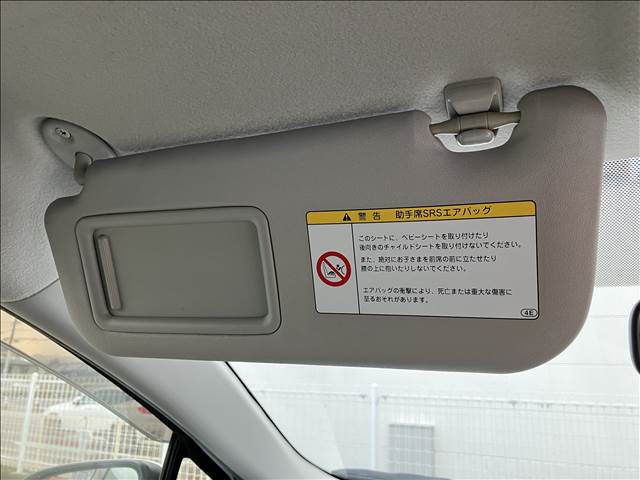 警告 助手席SRSエアバッグ
このシートに、ベビーシートを取り付けたり
後向きのチャイルドシートを取り付けないでください。
また、絶対にお子さまを前席の前に立たせたり
膝の上に抱いたりしないでください。
エアバッグの衝撃により、死亡または重大な傷害に
至るおそれがあります。
4E